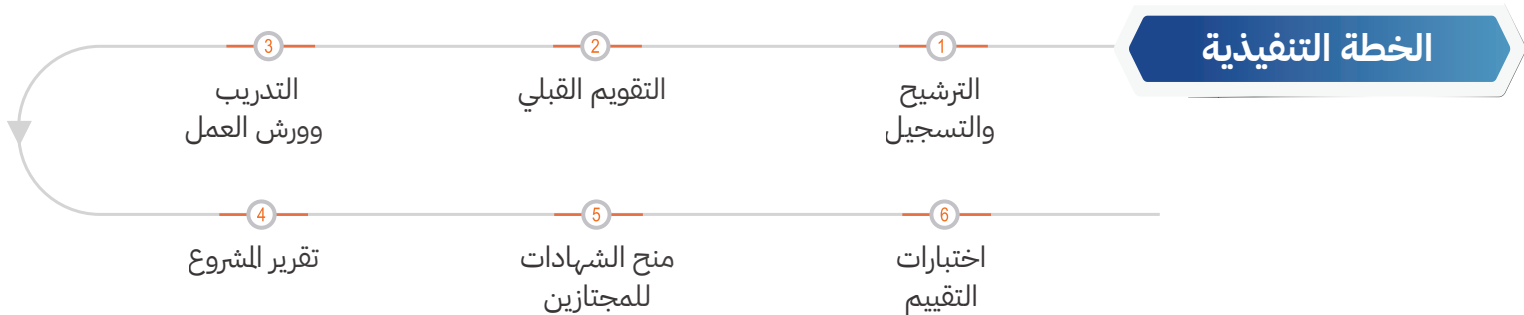 الخطة التنفيذية
1
الترشيح
والتسجيل
2
التقويم القبلي
3
التدريب
وورش العمل
4
تقرير المشروع
5
منح الشهادات
للمجتازين
6
اختبارات
التقييم